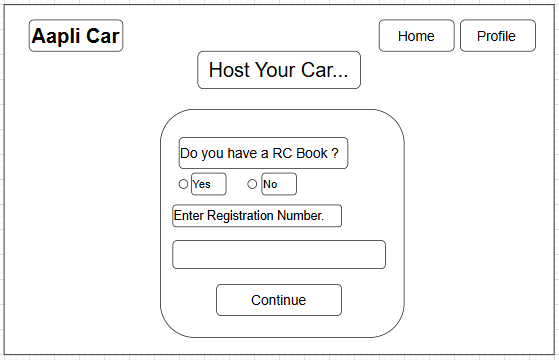 Aapli Car
Home
Profile
Host Your Car...
Do you have a RC Book ?
Yes
No
Enter Registration Number.
Continue